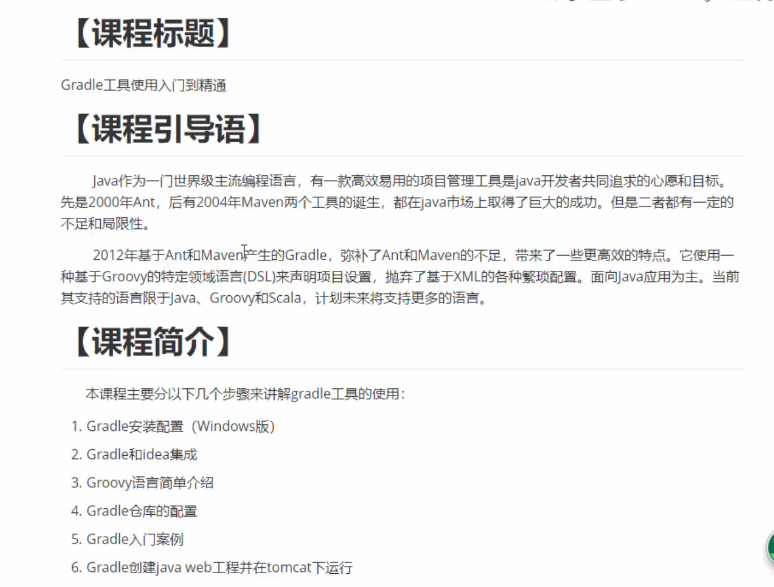 【课程标题】
Gradle工具使用入门到精通
【课程引导语】
Java作为一门世界级主流编程语言，有一款高效易用的项目管理工具是java开发者共同追求的心愿和目标。
先是2000年Ant，后有2004年Maven两个工具的诞生，都在java市场上取得了巨大的成功。但是二者都有一定的
不足和局限性。
2012年基于Ant和Maven产生的Gradle，弥补了Ant和Maven的不足，带来了一些更高效的特点。它使用一
种基于Groovy的特定领域语言(DSL)来声明项目设置，抛弃了基于XML的各种繁琐配置。面向Java应用为主。当前
其支持的语言限于Java、Groovy和Scala，计划未来将支持更多的语言。
【课程简介】
本课程主要分以下几个步骤来讲解gradle工具的使用：
1. Gradle安装配置（Windows版）
2. Gradle和idea集成
3. Groovy语言简单介绍
4. Gradle仓库的配置
5. Gradle入门案例
6. Gradle创建java web工程并在tomcat下运行